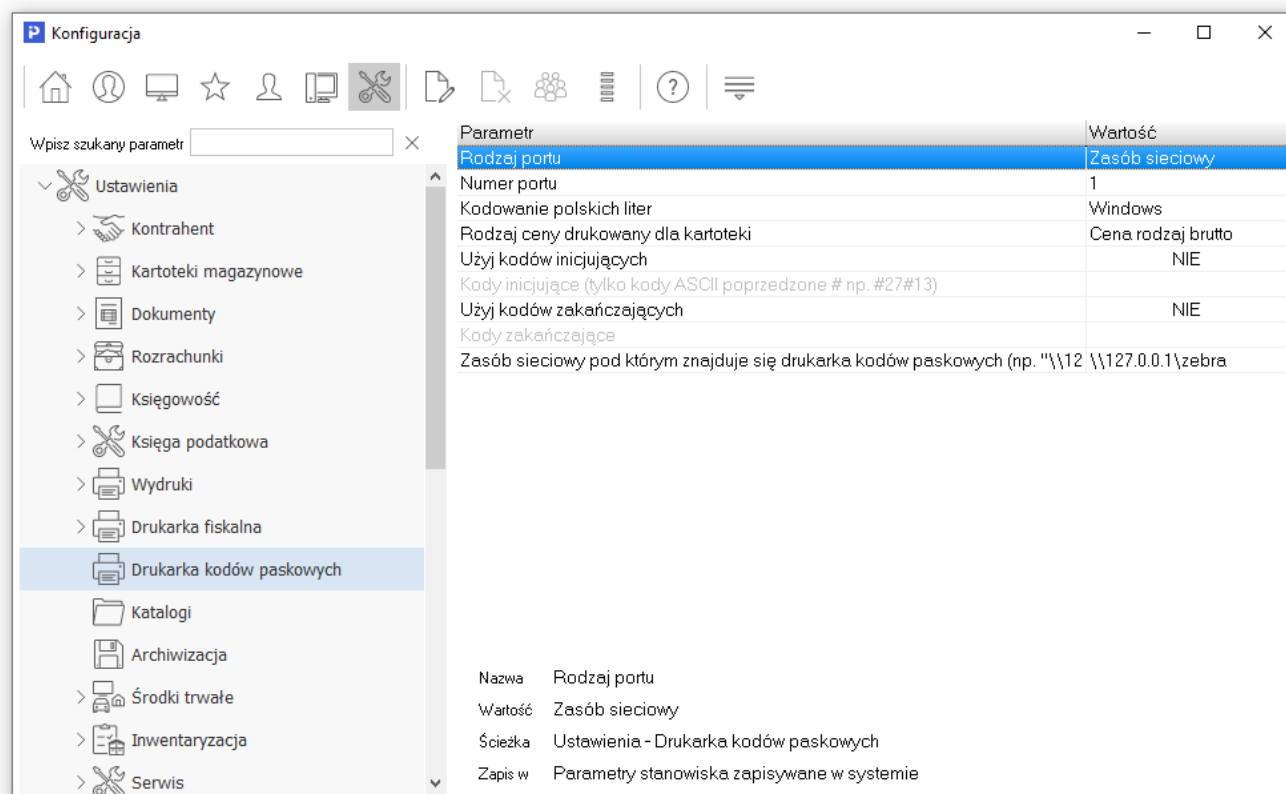 Konfiguracja
Wpisz szukany parametr
Ustawienia
Kontrahent
Kartoteki magazynowe
Dokumenty
Rozrachunki
Księgowość
Księga podatkowa
Wydruki
Drukarka fiskalna
Drukarka kodów paskowych
Katalogi
Archiwizacja
Środki trwałe
Inwentaryzacja
Serwis
Parametr Wartość
Rodzaj portu Zasób sieciowy
Numer portu 1
Kodowanie polskich liter Windows
Rodzaj ceny drukowany dla kartoteki Cena rodzaj brutto
Użyj kodów inicjujących NIE
Kody inicjujące (tylko kody ASCII poprzedzone # np. #27#13)
Użyj kodów zakańczających NIE
Kody zakańczające
Zasób sieciowy pod którym znajduje się drukarka kodów paskowych (np. "\\12 \\127.0.0.1\zebra
Nazwa Rodzaj portu
Wartość Zasób sieciowy
Ścieżka Ustawienia - Drukarka kodów paskowych
Zapis w Parametry stanowiska zapisywane w systemie